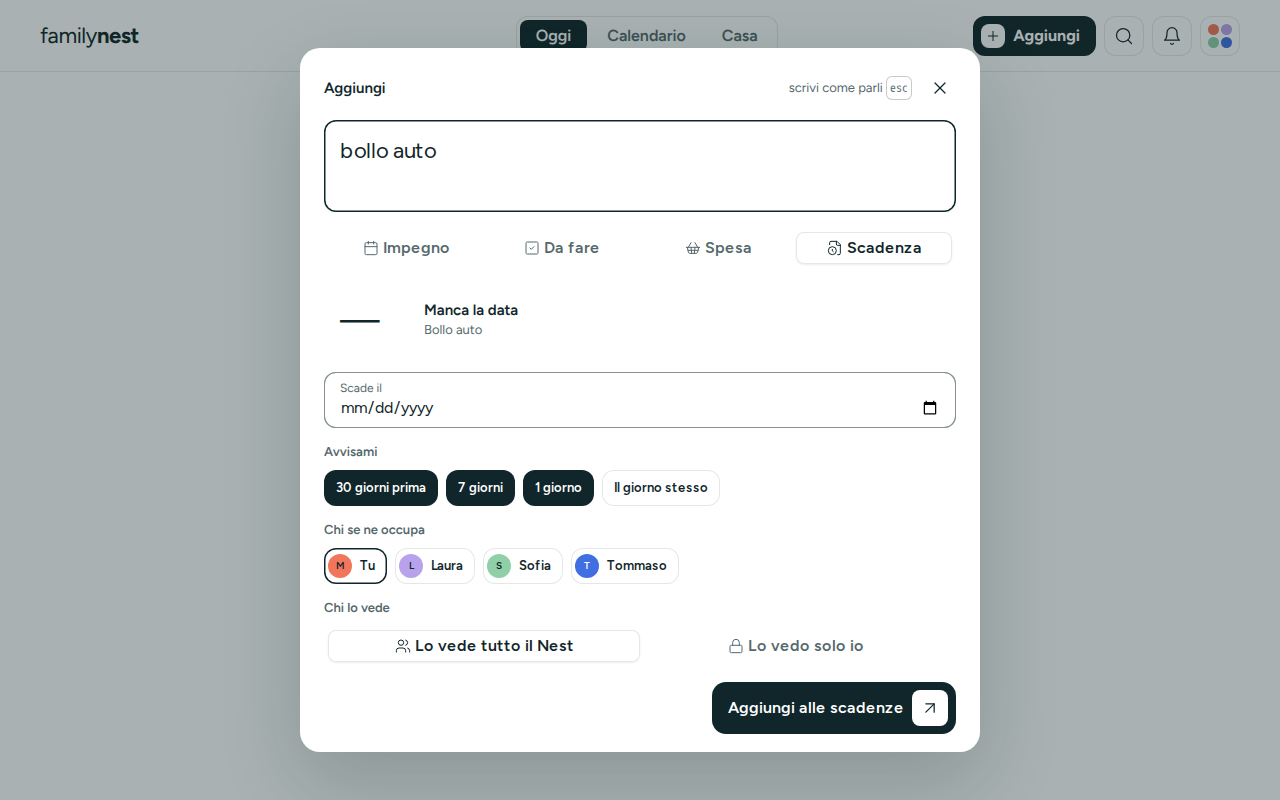 familynest
Oggi Calendario Casa
Aggiungi
Aggiungi
scrivi come parli esc
bollo auto
Impegno Da fare Spesa Scadenza
Manca la data
Bollo auto
Scade il
mm/dd/yyyy
Avvisami
30 giorni prima 7 giorni 1 giorno Il giorno stesso
Chi se ne occupa
M Tu L Laura S Sofia T Tommaso
Chi lo vede
Lo vede tutto il Nest Lo vedo solo io
Aggiungi alle scadenze